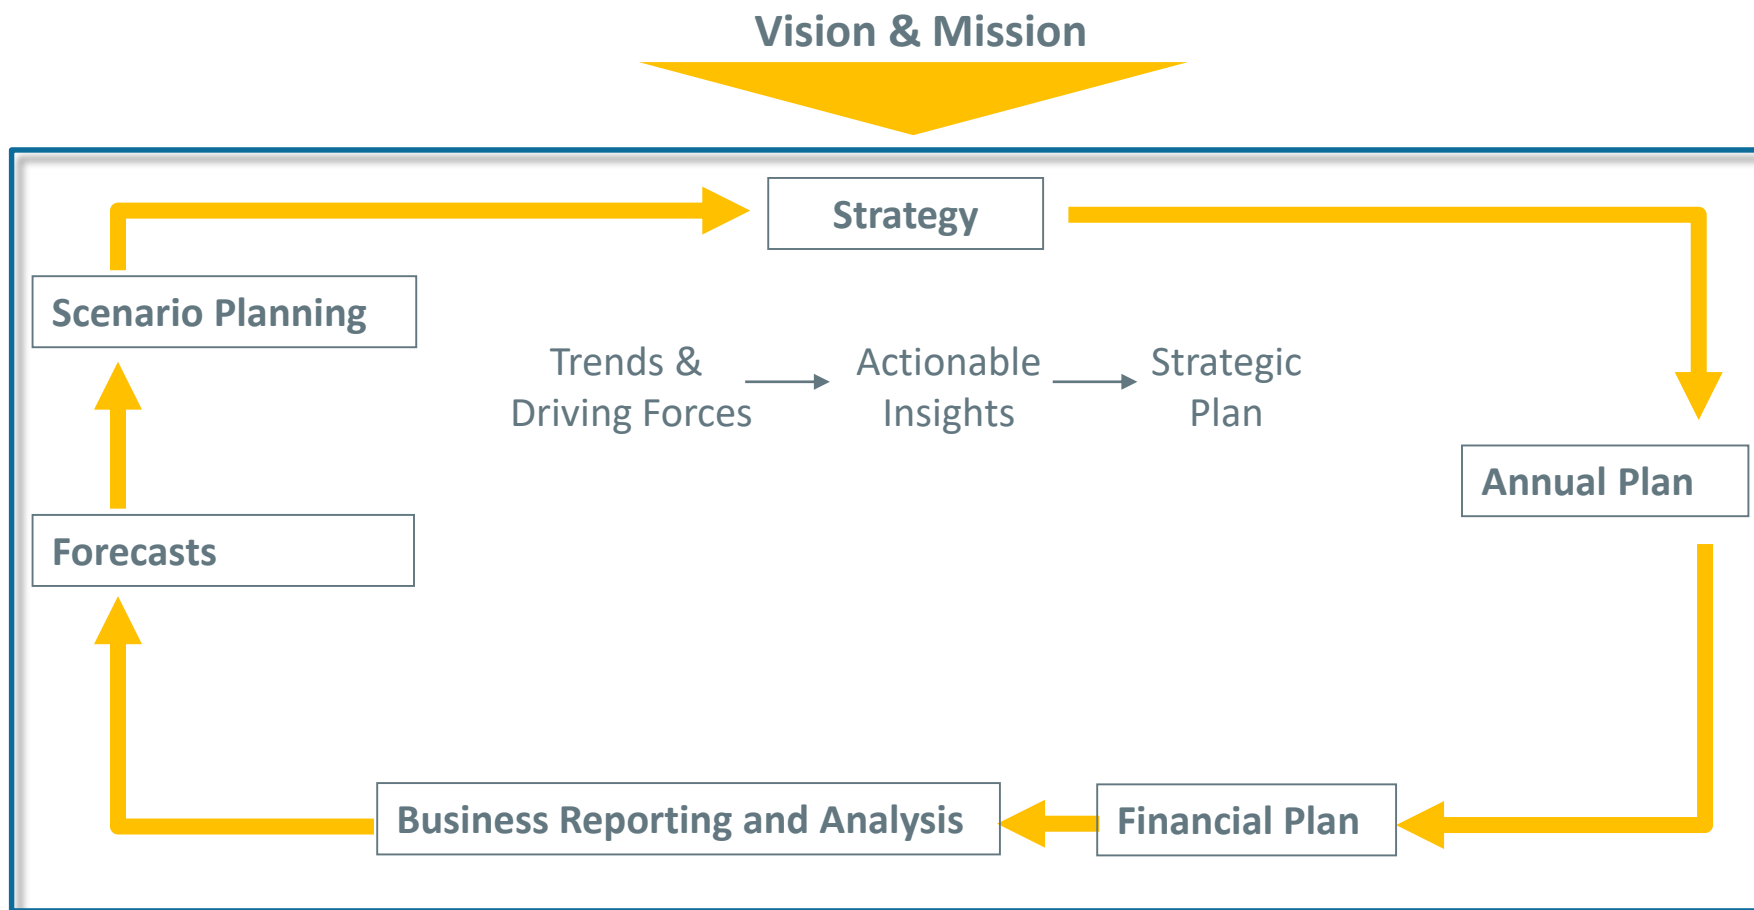 Vision & Mission
Strategy
Scenario Planning
Trends &
Driving Forces
Actionable
Insights
Strategic
Plan
Annual Plan
Forecasts
Business Reporting and Analysis
Financial Plan